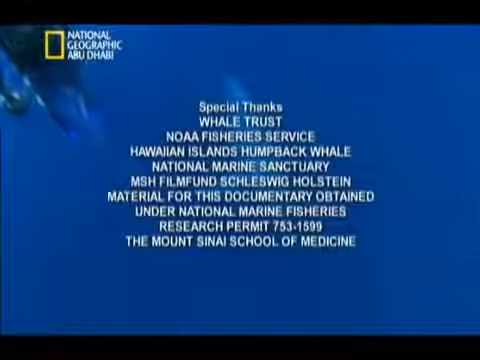 NATIONAL
GEOGRAPHIC
ABU DHABI
Special Thanks
WHALE TRUST
NOAA FISHERIES SERVICE
HAWAIIAN ISLANDS HUMPBACK WHALE
NATIONAL MARINE SANCTUARY
MSH FILMFUND SCHLESWIG HOLSTEIN
MATERIAL FOR THIS DOCUMENTARY OBTAINED
UNDER NATIONAL MARINE FISHERIES
RESEARCH PERMIT 753-1599
THE MOUNT SINAI SCHOOL OF MEDICINE